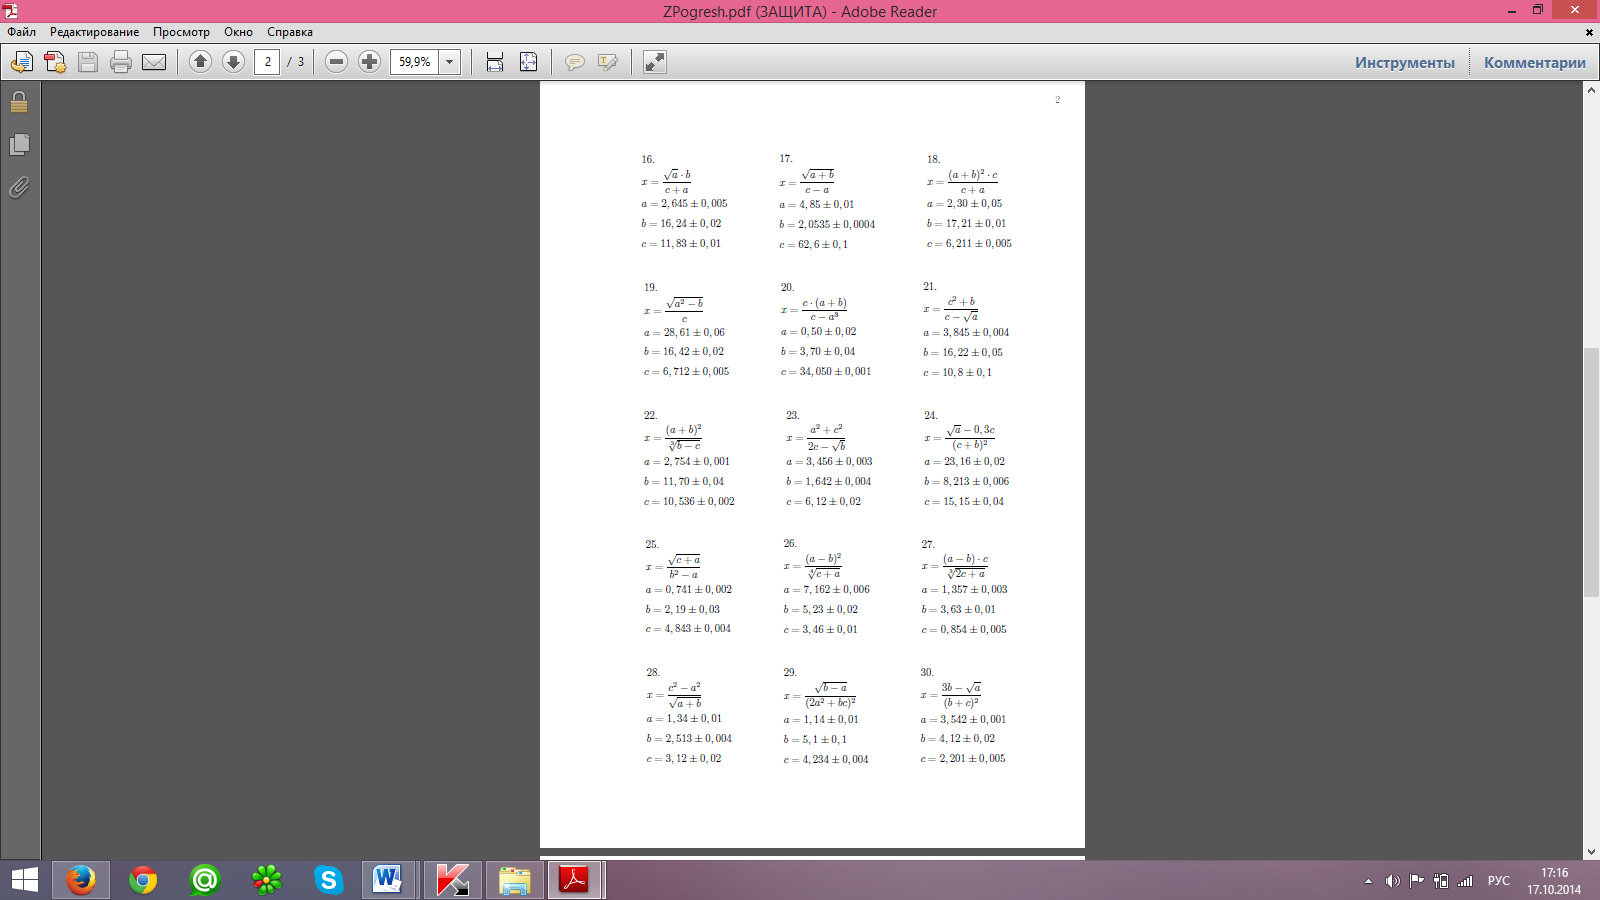 ZPogresh.pdf (ЗАЩИТА) - Adobe Reader
Файл Редактирование Просмотр Окно Справка
2 / 3 59,9% Инструменты Комментарии
2
16.
x = √a · b / c + a
a = 2,645 ± 0,005
b = 16,24 ± 0,02
c = 11,83 ± 0,01
17.
x = √(a + b) / c − a
a = 4,85 ± 0,01
b = 2,0535 ± 0,0004
c = 62,6 ± 0,1
18.
x = (a + b)² · c / c + a
a = 2,30 ± 0,05
b = 17,21 ± 0,01
c = 6,211 ± 0,005
19.
x = √(a² − b) / c
a = 28,61 ± 0,06
b = 16,42 ± 0,02
c = 6,712 ± 0,005
20.
x = c · (a + b) / c − a³
a = 0,50 ± 0,02
b = 3,70 ± 0,04
c = 34,050 ± 0,001
21.
x = c² + b / c − √a
a = 3,845 ± 0,004
b = 16,22 ± 0,05
c = 10,8 ± 0,1
22.
x = (a + b)² / ∛(b − c)
a = 2,754 ± 0,001
b = 11,70 ± 0,04
c = 10,536 ± 0,002
23.
x = a² + c² / 2c − √b
a = 3,456 ± 0,003
b = 1,642 ± 0,004
c = 6,12 ± 0,02
24.
x = √a − 0,3c / (c + b)²
a = 23,16 ± 0,02
b = 8,213 ± 0,006
c = 15,15 ± 0,04
25.
x = √(c + a) / b² − a
a = 0,741 ± 0,002
b = 2,19 ± 0,03
c = 4,843 ± 0,004
26.
x = (a − b)² / ∜(c + a)
a = 7,162 ± 0,006
b = 5,23 ± 0,02
c = 3,46 ± 0,01
27.
x = (a − b) · c / ∛(2c + a)
a = 1,357 ± 0,003
b = 3,63 ± 0,01
c = 0,854 ± 0,005
28.
x = c² − a² / √(a + b)
a = 1,34 ± 0,01
b = 2,513 ± 0,004
c = 3,12 ± 0,02
29.
x = √(b − a) / (2a² + bc)²
a = 1,14 ± 0,01
b = 5,1 ± 0,1
c = 4,234 ± 0,004
30.
x = 3b − √a / (b + c)²
a = 3,542 ± 0,001
b = 4,12 ± 0,02
c = 2,201 ± 0,005
РУС 17:16
17.10.2014